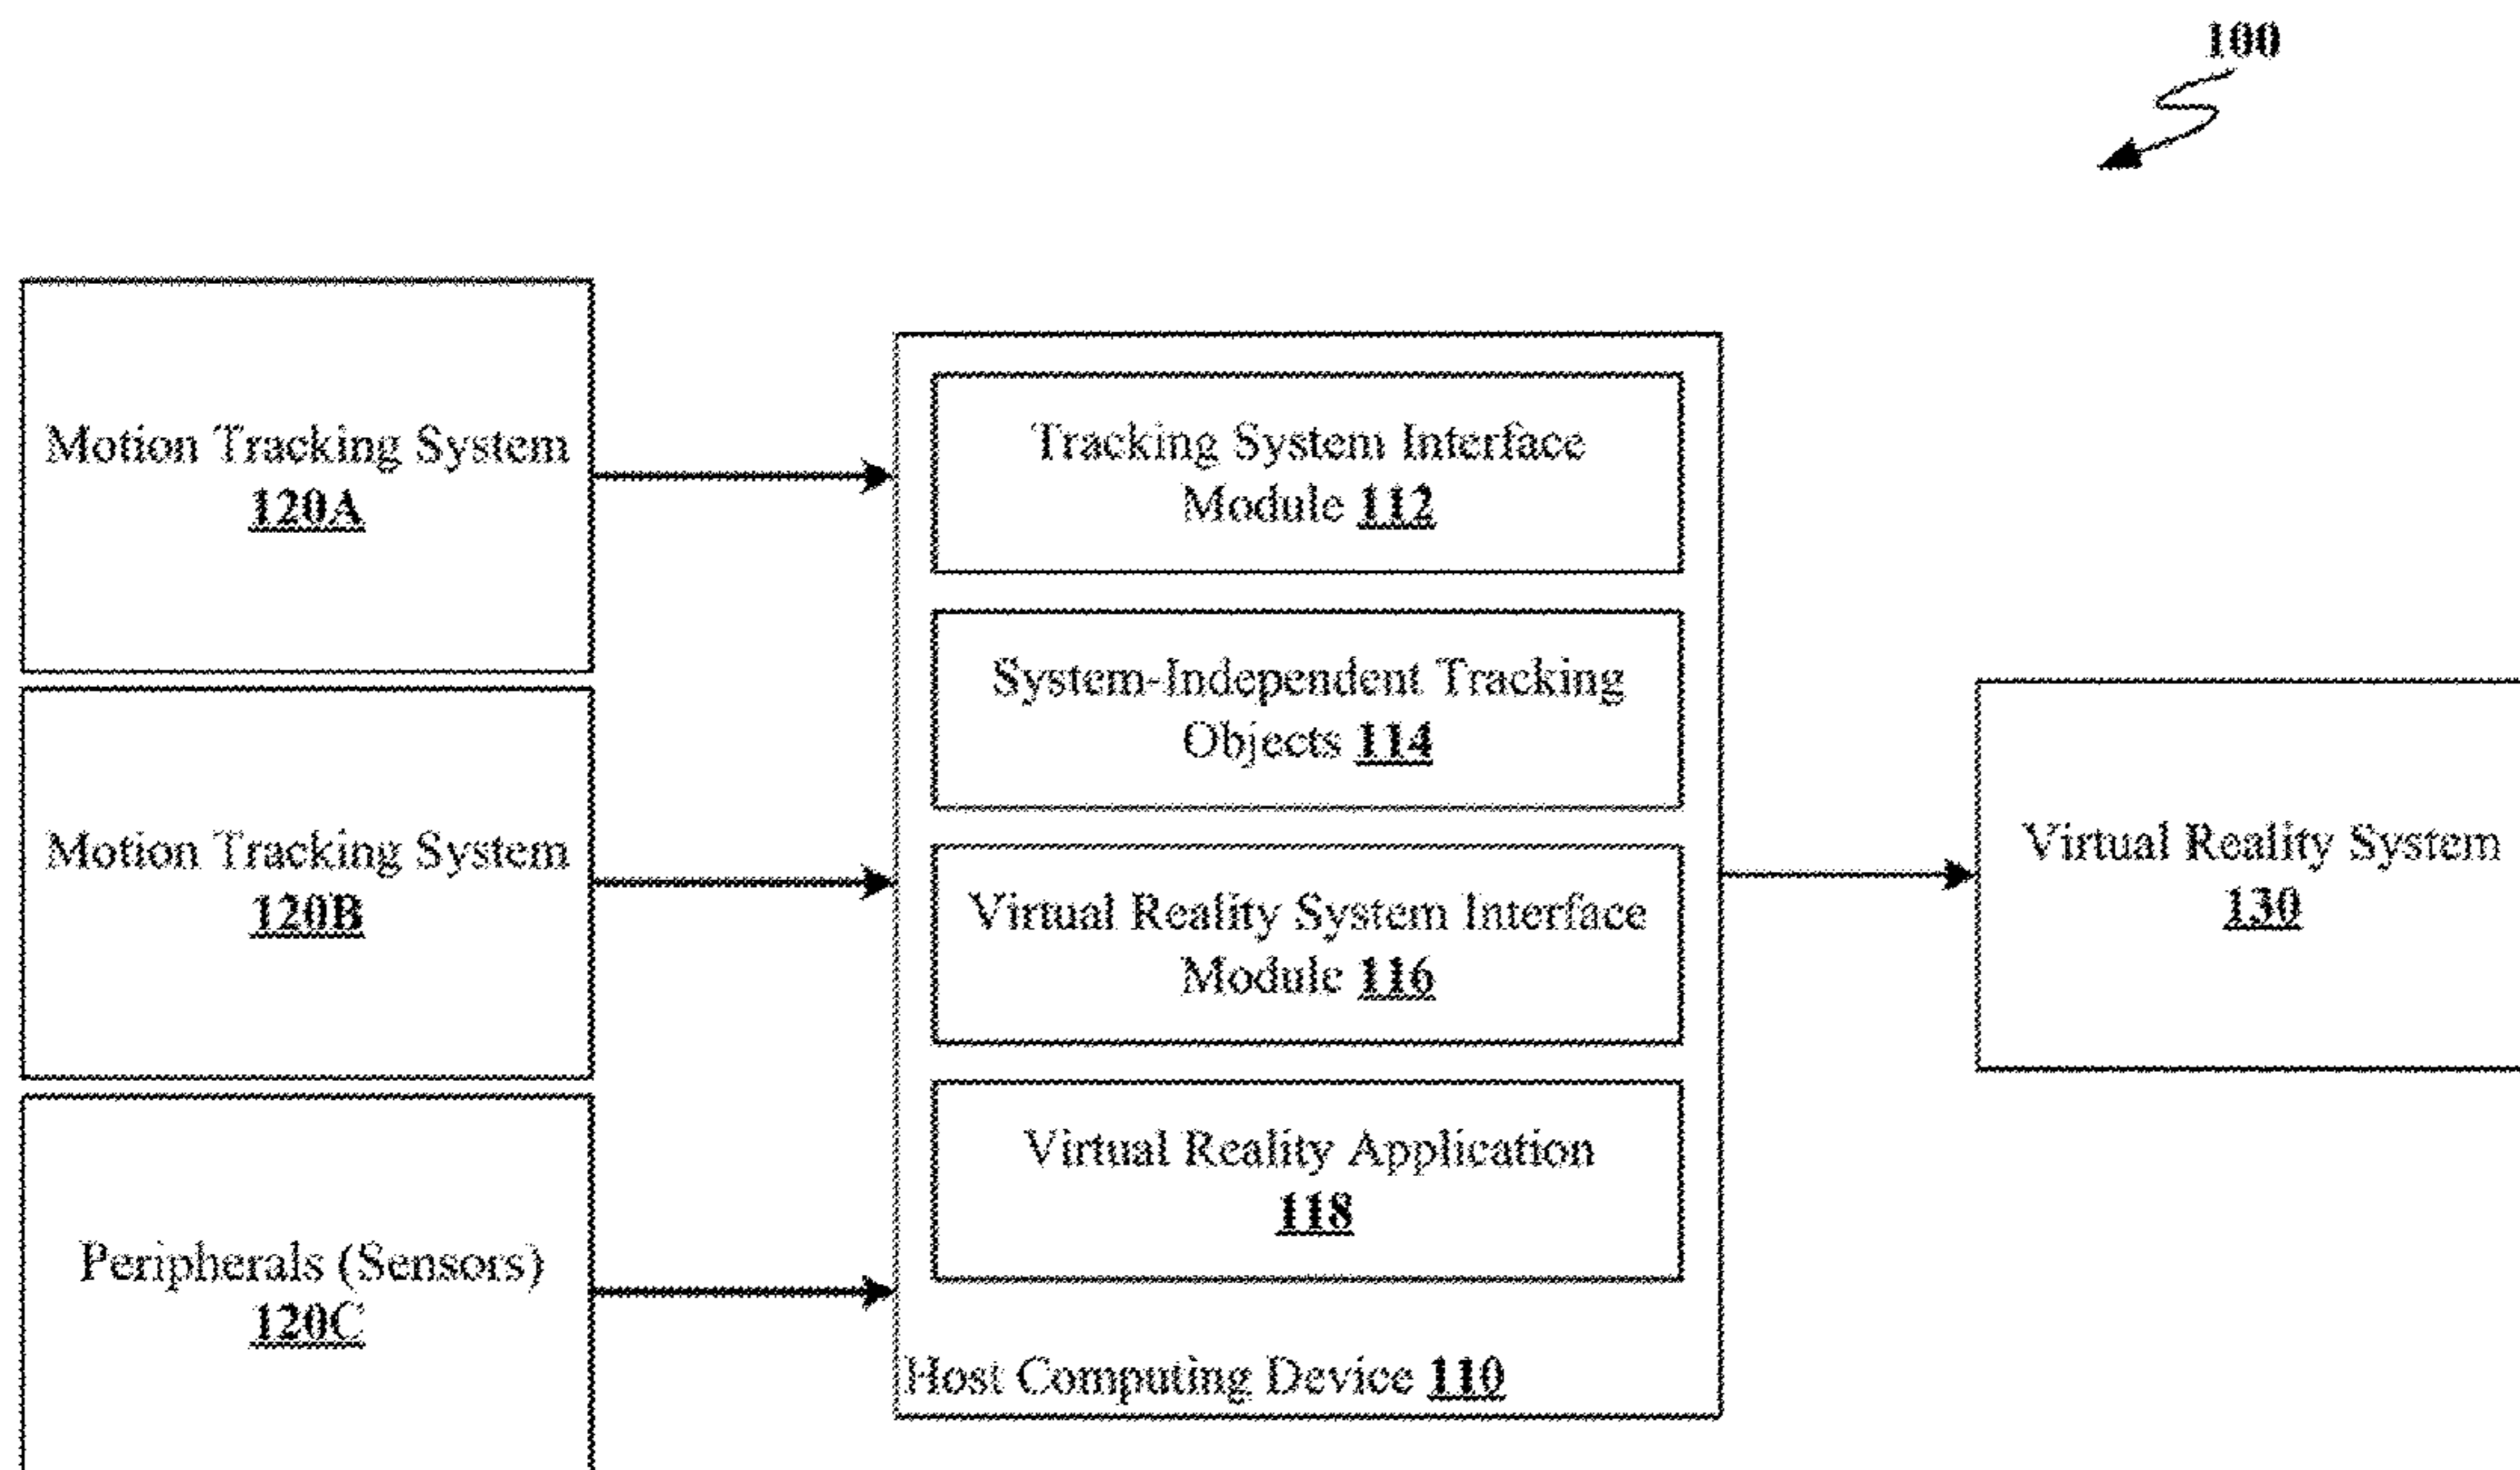 100
Motion Tracking System
120A
Motion Tracking System
120B
Peripherals (Sensors)
120C
Tracking System Interface
Module 112
System-Independent Tracking
Objects 114
Virtual Reality System Interface
Module 116
Virtual Reality Application
118
Host Computing Device 110
Virtual Reality System
130